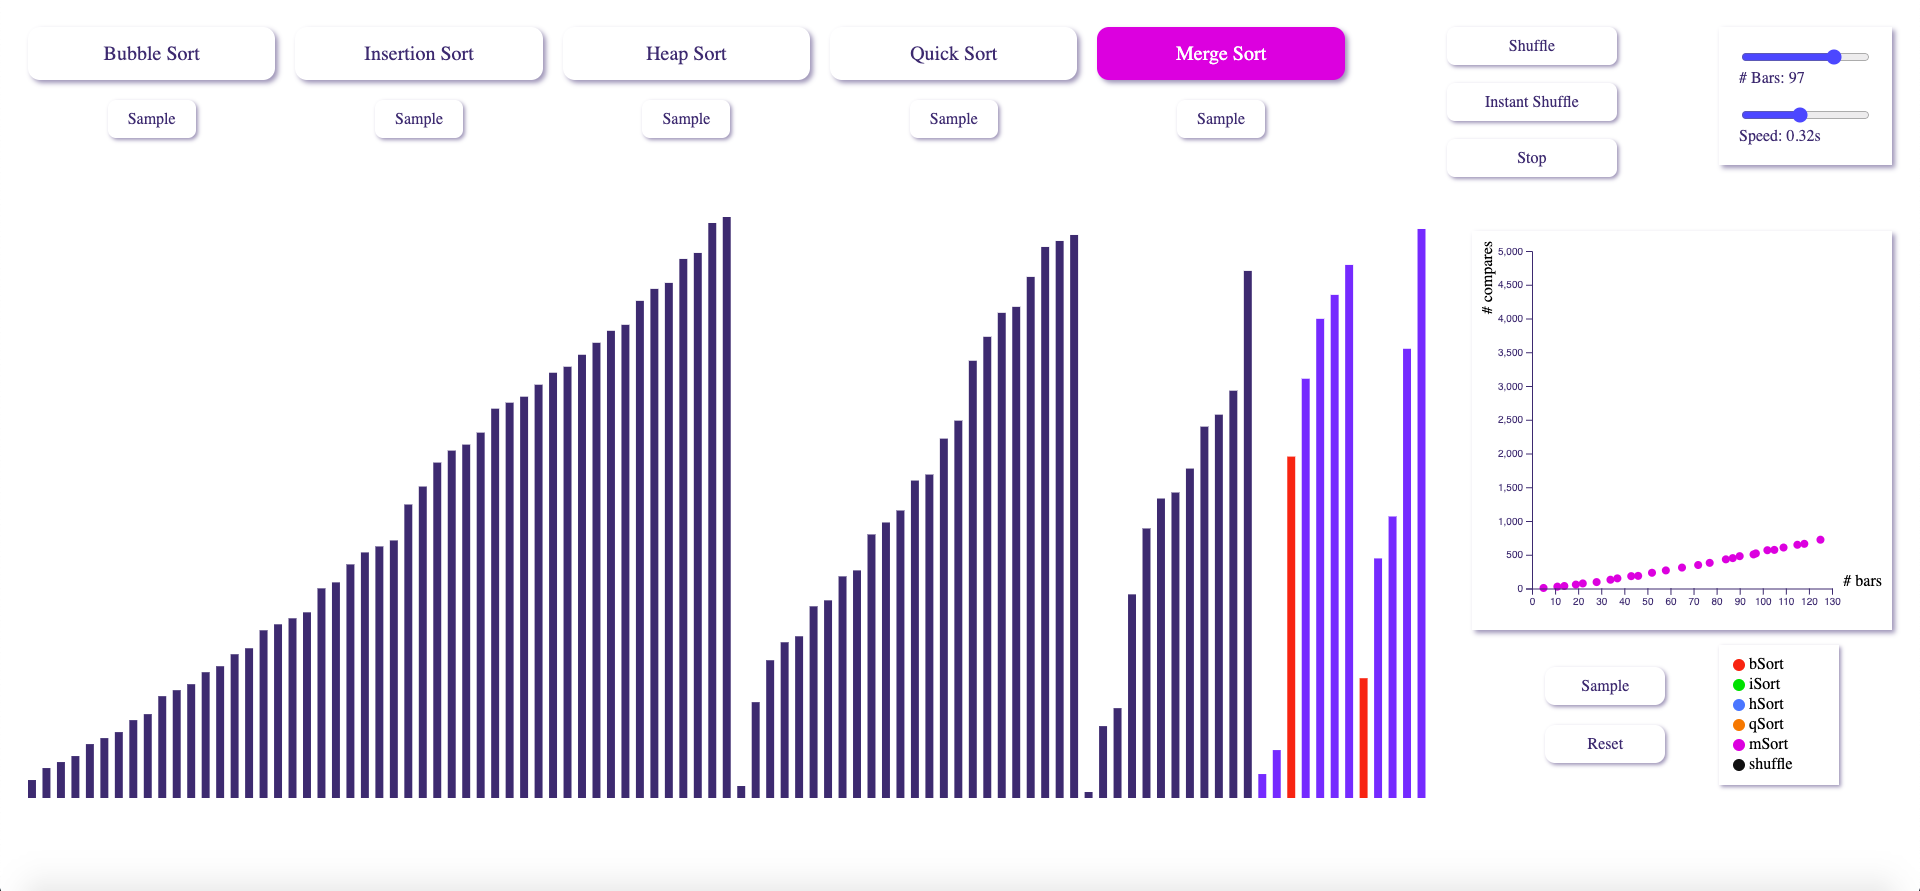 Bubble Sort
Insertion Sort
Heap Sort
Quick Sort
Merge Sort
Sample
Sample
Sample
Sample
Sample
Shuffle
Instant Shuffle
Stop
# Bars: 97
Speed: 0.32s
# compares
5,000
4,500
4,000
3,500
3,000
2,500
2,000
1,500
1,000
500
0
0 10 20 30 40 50 60 70 80 90 100 110 120 130
# bars
Sample
Reset
bSort
iSort
hSort
qSort
mSort
shuffle